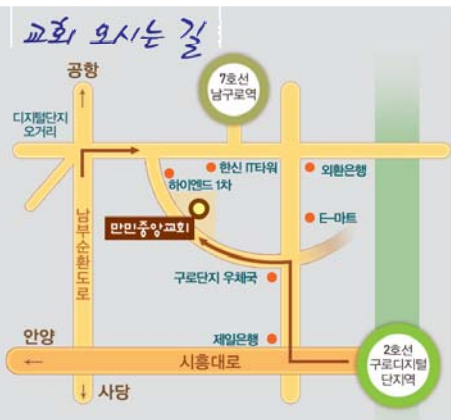 교회 오시는 길
공항
7호선
남구로역
디지털단지
오거리
한신 IT타워
외환은행
하이엔드 1차
만민중앙교회
E-마트
남부순환도로
구로단지 우체국
제일은행
안양
시흥대로
2호선
구로디지털
단지역
사당